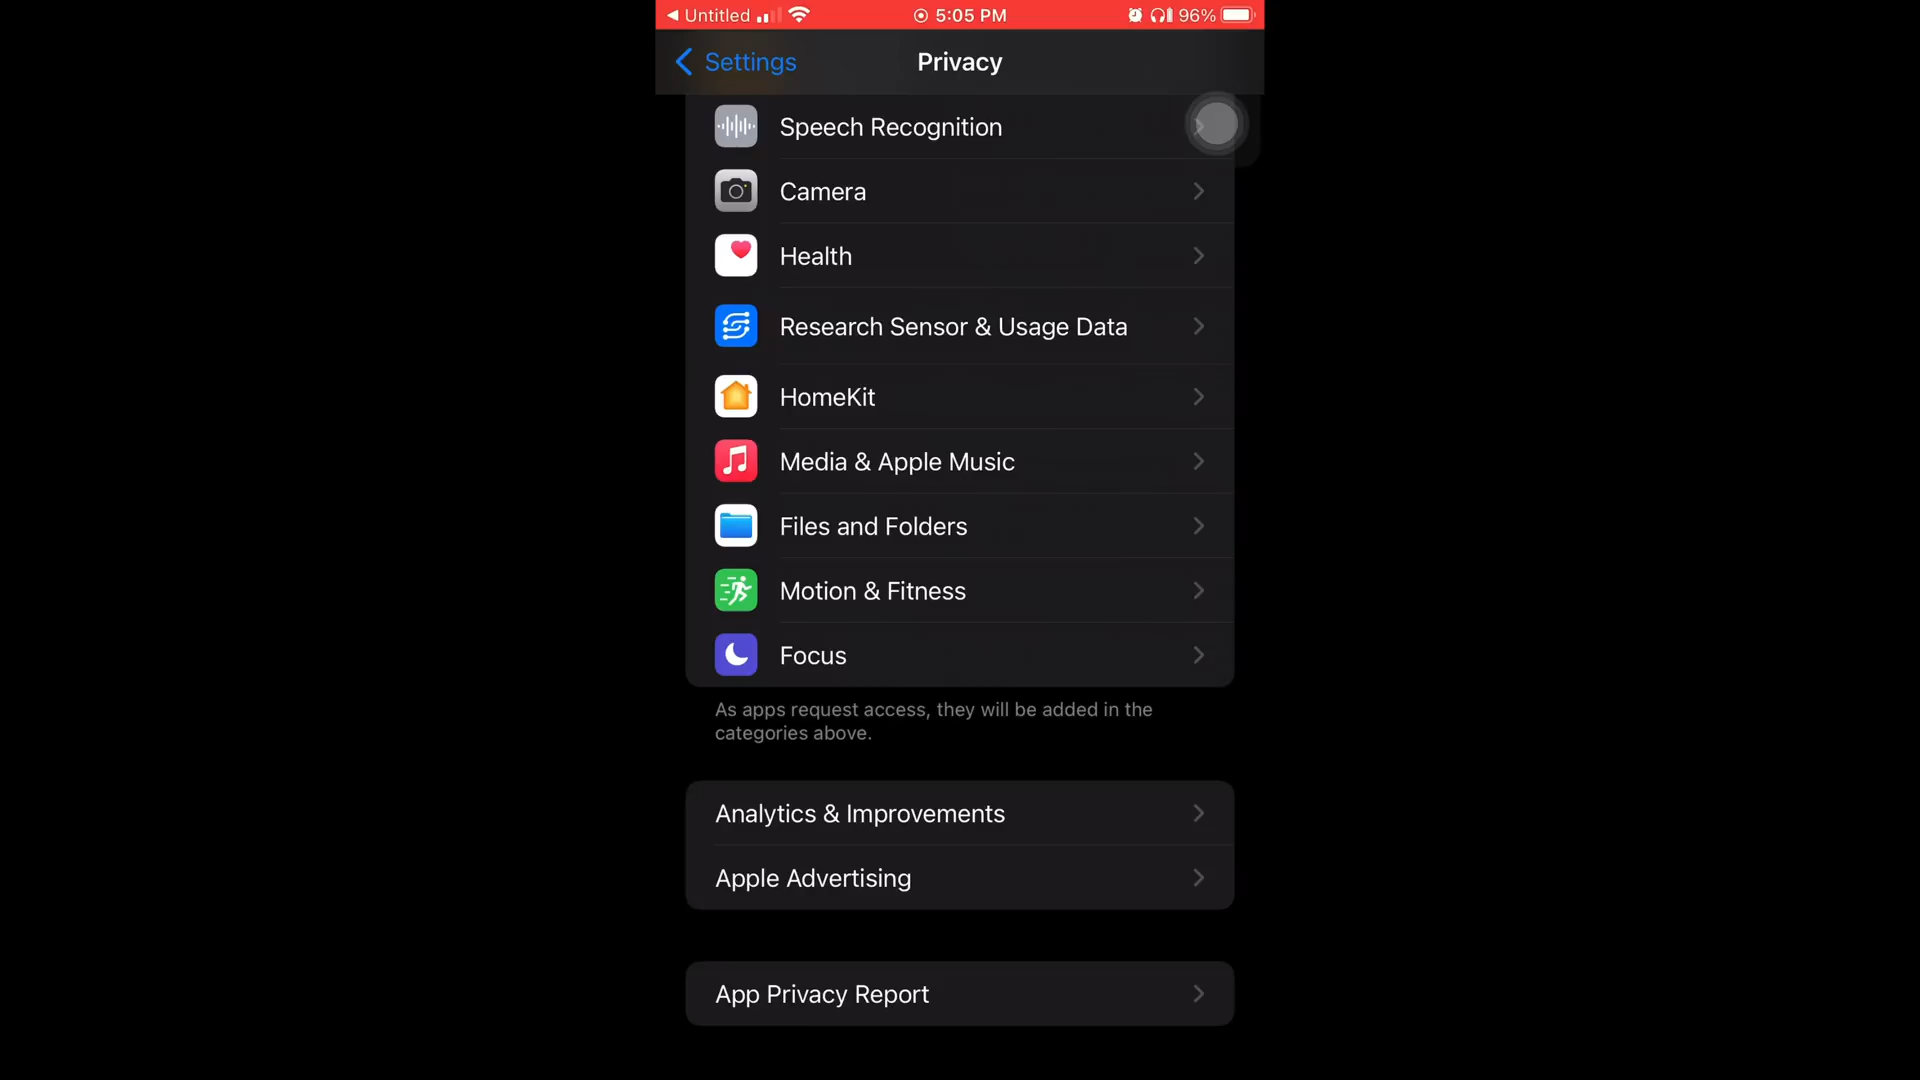 Untitled 5:05 PM 96%
Settings Privacy
Speech Recognition
Camera
Health
Research Sensor & Usage Data
HomeKit
Media & Apple Music
Files and Folders
Motion & Fitness
Focus
As apps request access, they will be added in the
categories above.
Analytics & Improvements
Apple Advertising
App Privacy Report